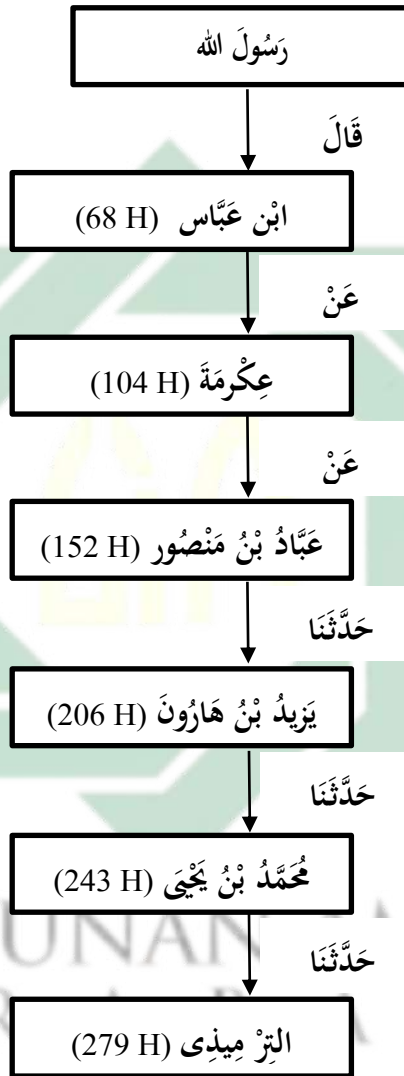 رَسُولَ الله
قَالَ
ابْن عَبَّاس (68 H)
عَنْ
عِكْرِمَةَ (104 H)
عَنْ
عَبَّادُ بْنُ مَنْصُور (152 H)
حَدَّثَنَا
يَزِيدُ بْنُ هَارُونَ (206 H)
حَدَّثَنَا
مُحَمَّدُ بْنُ يَحْيَى (243 H)
حَدَّثَنَا
التِرْ مِيذِى (279 H)